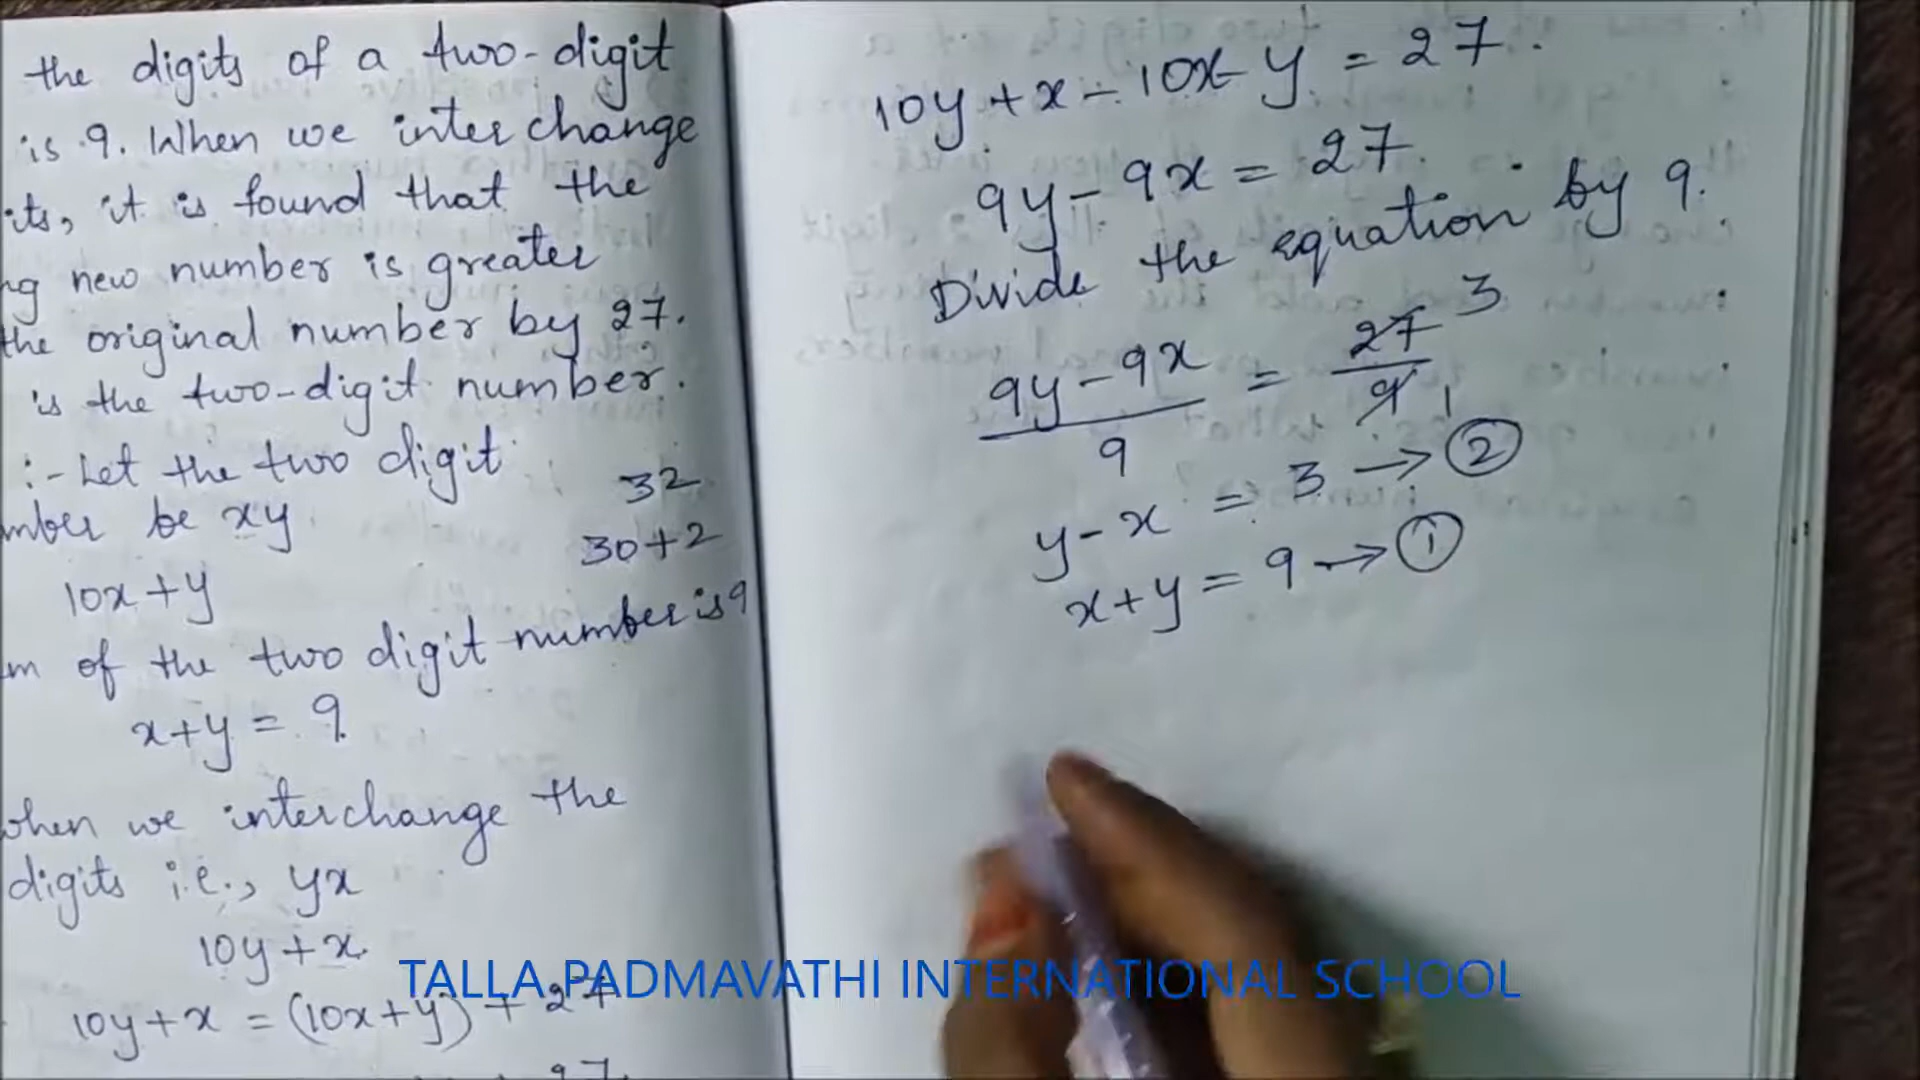 the digits of a two-digit
is 9. When we interchange
its, it is found that the
ng new number is greater
the original number by 27.
is the two-digit number.
:- Let the two digit
mber be xy
32
30+2
10x+y
m of the two digit number is 9
x+y = 9.
when we interchange the
digits i.e., yx
10y+x.
10y+x = (10x+y) + 27
27
10y+x-10x-y = 27.
9y-9x = 27
Divide the equation by 9.
9y-9x / 9 = 27 3 / 9 1
y-x = 3 → ②
x+y = 9 → ①
TALLA PADMAVATHI INTERNATIONAL SCHOOL